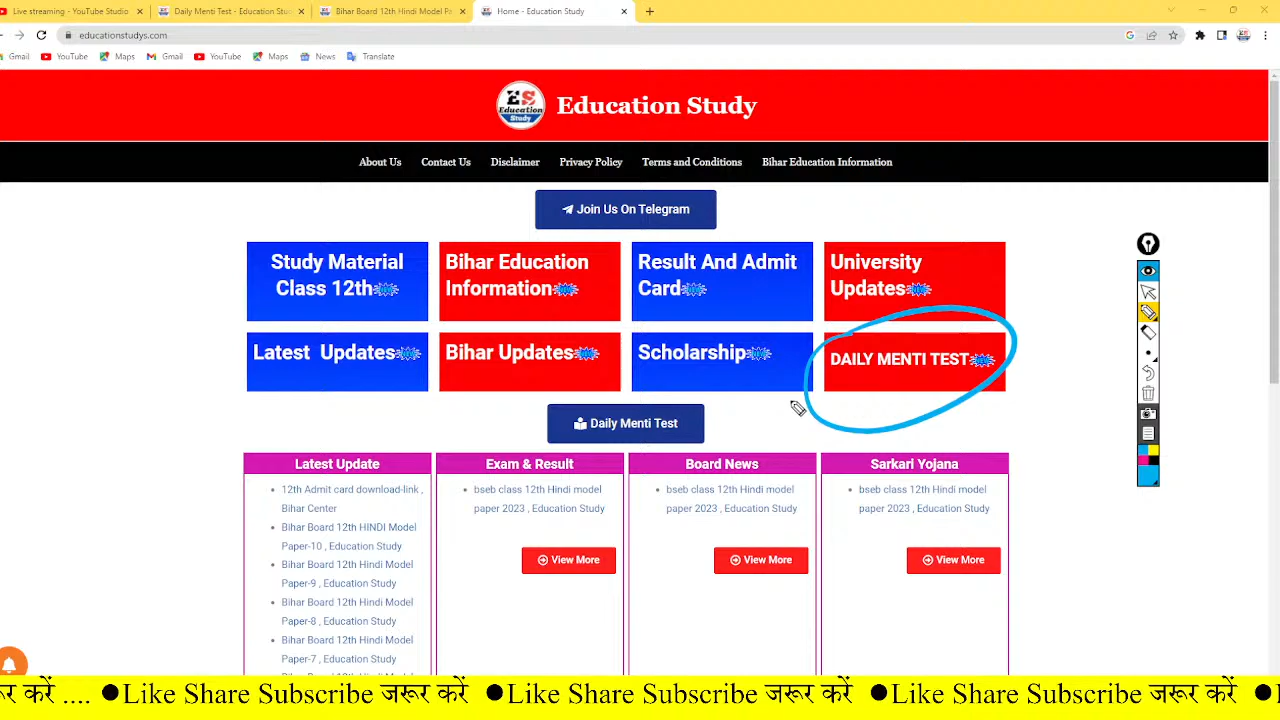 Live streaming - YouTube Studio
Daily Menti Test - Education Stu
Bihar Board 12th Hindi Model Pa
Home - Education Study
educationstudys.com
Gmail YouTube Maps Gmail YouTube Maps News Translate
ES
Education
Study
Education Study
About Us Contact Us Disclaimer Privacy Policy Terms and Conditions Bihar Education Information
Join Us On Telegram
Study Material
Class 12th
Bihar Education
Information
Result And Admit
Card
University
Updates
Latest Updates
Bihar Updates
Scholarship
DAILY MENTI TEST
Daily Menti Test
Latest Update
12th Admit card download-link ,
Bihar Center
Bihar Board 12th HINDI Model
Paper-10 , Education Study
Bihar Board 12th Hindi Model
Paper-9 , Education Study
Bihar Board 12th Hindi Model
Paper-8 , Education Study
Bihar Board 12th Hindi Model
Paper-7 , Education Study
Exam & Result
bseb class 12th Hindi model
paper 2023 , Education Study
View More
Board News
bseb class 12th Hindi model
paper 2023 , Education Study
View More
Sarkari Yojana
bseb class 12th Hindi model
paper 2023 , Education Study
View More
करें .... ●Like Share Subscribe जरूर करें ●Like Share Subscribe जरूर करें ●Like Share Subscribe जरूर करें ●